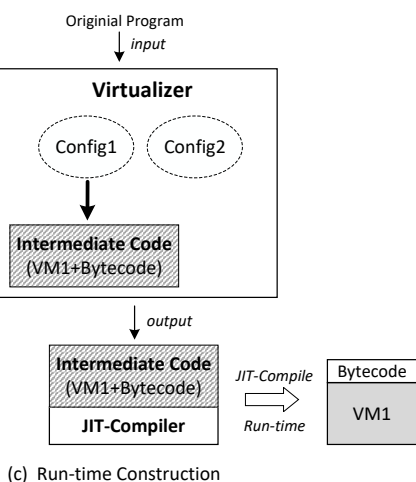 Originial Program
input
Virtualizer
Config1
Config2
Intermediate Code
(VM1+Bytecode)
output
Intermediate Code
(VM1+Bytecode)
JIT-Compiler
JIT-Compile
Run-time
Bytecode
VM1
(c) Run-time Construction